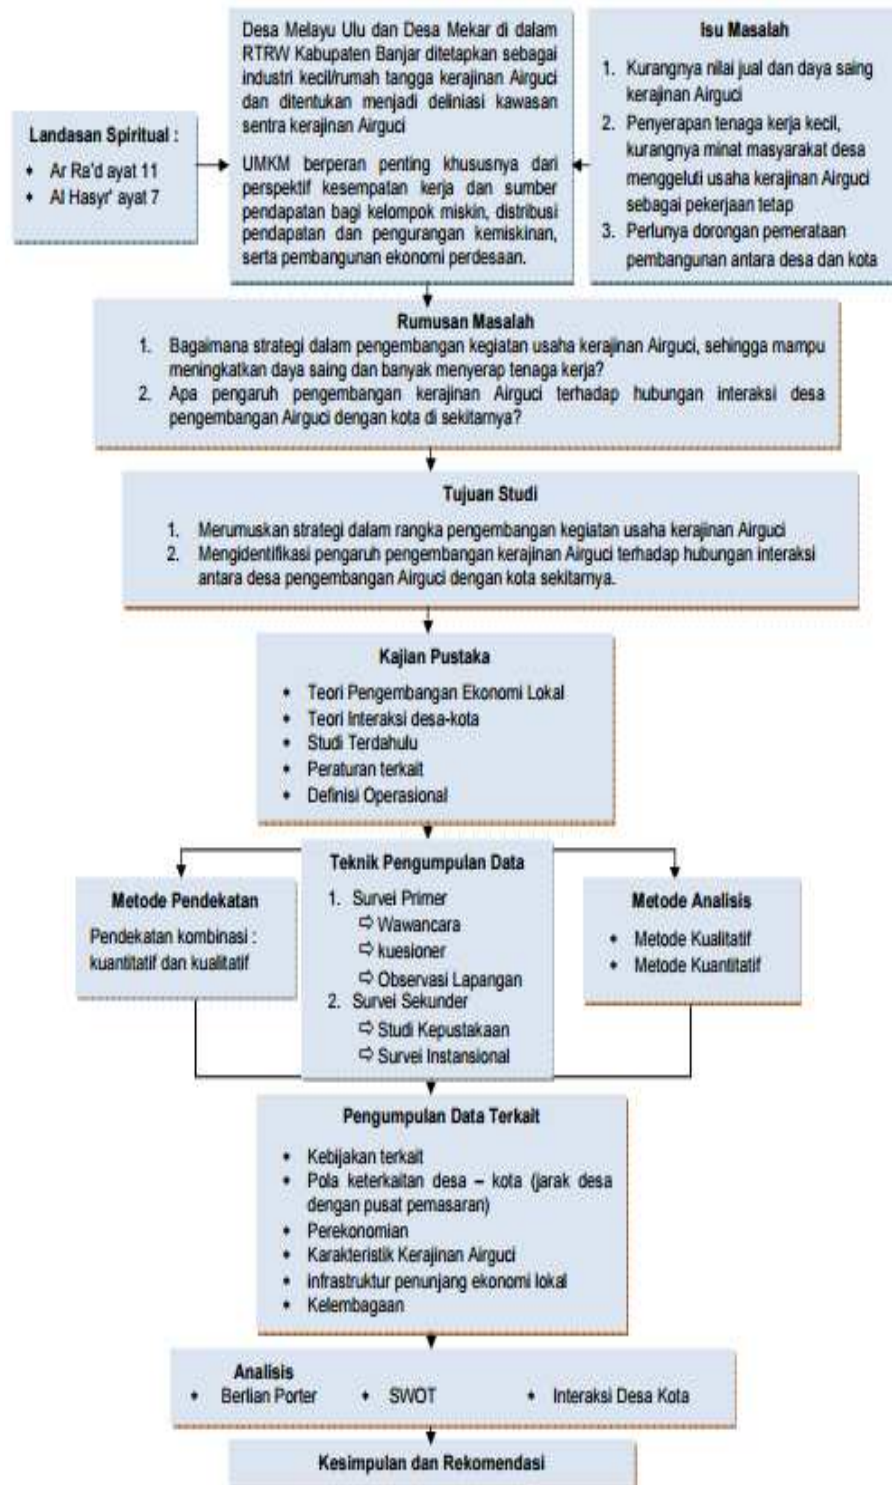 Desa Melayu Ulu dan Desa Mekar di dalam
RTRW Kabupaten Banjar ditetapkan sebagai
industri kecil/rumah tangga kerajinan Airguci
dan ditentukan menjadi deliniasi kawasan
sentra kerajinan Airguci
UMKM berperan penting khususnya dari
perspektif kesempatan kerja dan sumber
pendapatan bagi kelompok miskin, distribusi
pendapatan dan pengurangan kemiskinan,
serta pembangunan ekonomi perdesaan.
Isu Masalah
1. Kurangnya nilai jual dan daya saing
kerajinan Airguci
2. Penyerapan tenaga kerja kecil,
kurangnya minat masyarakat desa
menggeluti usaha kerajinan Airguci
sebagai pekerjaan tetap
3. Perlunya dorongan pemerataan
pembangunan antara desa dan kota
Landasan Spiritual :
• Ar Ra'd ayat 11
• Al Hasyr' ayat 7
Rumusan Masalah
1. Bagaimana strategi dalam pengembangan kegiatan usaha kerajinan Airguci, sehingga mampu
meningkatkan daya saing dan banyak menyerap tenaga kerja?
2. Apa pengaruh pengembangan kerajinan Airguci terhadap hubungan interaksi desa
pengembangan Airguci dengan kota di sekitarnya?
Tujuan Studi
1. Merumuskan strategi dalam rangka pengembangan kegiatan usaha kerajinan Airguci
2. Mengidentifikasi pengaruh pengembangan kerajinan Airguci terhadap hubungan interaksi
antara desa pengembangan Airguci dengan kota sekitarnya.
Kajian Pustaka
• Teori Pengembangan Ekonomi Lokal
• Teori Interaksi desa-kota
• Studi Terdahulu
• Peraturan terkait
• Definisi Operasional
Metode Pendekatan
Pendekatan kombinasi :
kuantitatif dan kualitatif
Teknik Pengumpulan Data
1. Survei Primer
⇨ Wawancara
⇨ kuesioner
⇨ Observasi Lapangan
2. Survei Sekunder
⇨ Studi Kepustakaan
⇨ Survei Instansional
Metode Analisis
• Metode Kualitatif
• Metode Kuantitatif
Pengumpulan Data Terkait
• Kebijakan terkait
• Pola keterkaitan desa – kota (jarak desa
dengan pusat pemasaran)
• Perekonomian
• Karakteristik Kerajinan Airguci
• infrastruktur penunjang ekonomi lokal
• Kelembagaan
Analisis
• Berlian Porter • SWOT • Interaksi Desa Kota
Kesimpulan dan Rekomendasi